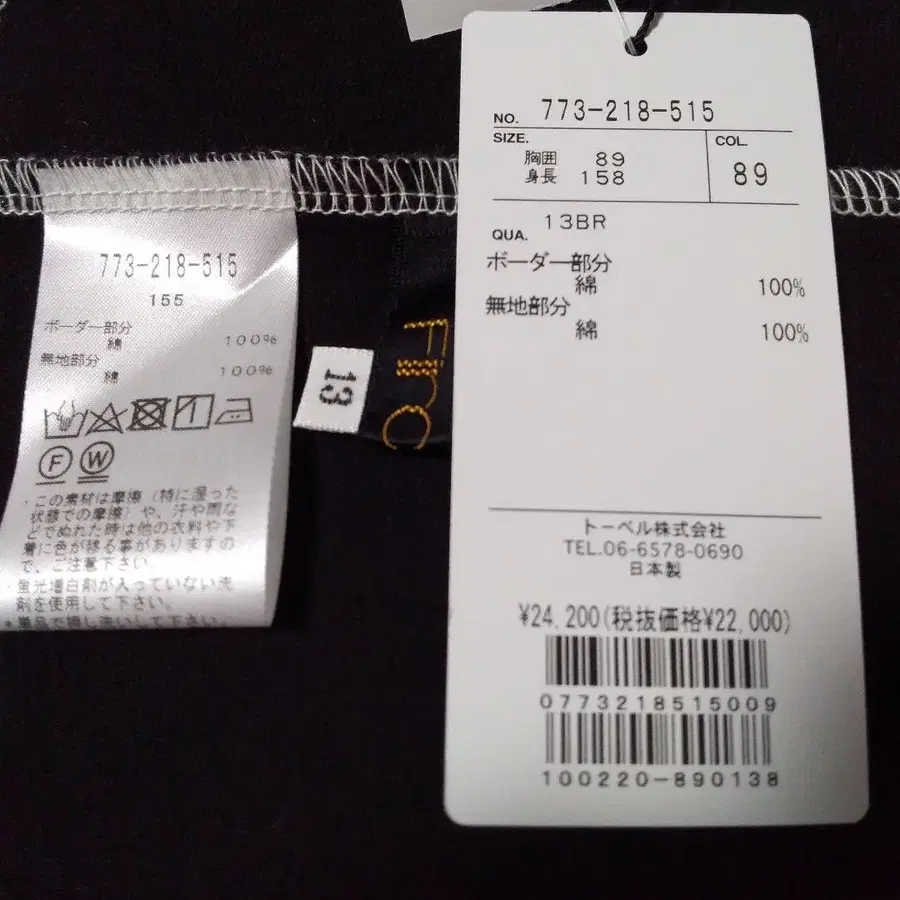 773-218-515
155
ボーダー部分
綿 100%
無地部分
綿 100%
F W
・この素材は摩擦（特に湿った
状態での摩擦）や、汗や雨な
どでぬれた時は他の衣料や下
着に色が移る事がありますの
で、ご注意下さい。
・蛍光増白剤が入っていない洗
剤を使用して下さい。
13
Fin
NO. 773-218-515
SIZE. COL.
胸囲 89
身長 158
89
13BR
QUA.
ボーダー部分
綿 100%
無地部分
綿 100%
トーベル株式会社
TEL.06-6578-0690
日本製
¥24,200(税抜価格¥22,000)
0773218515009
100220-890138